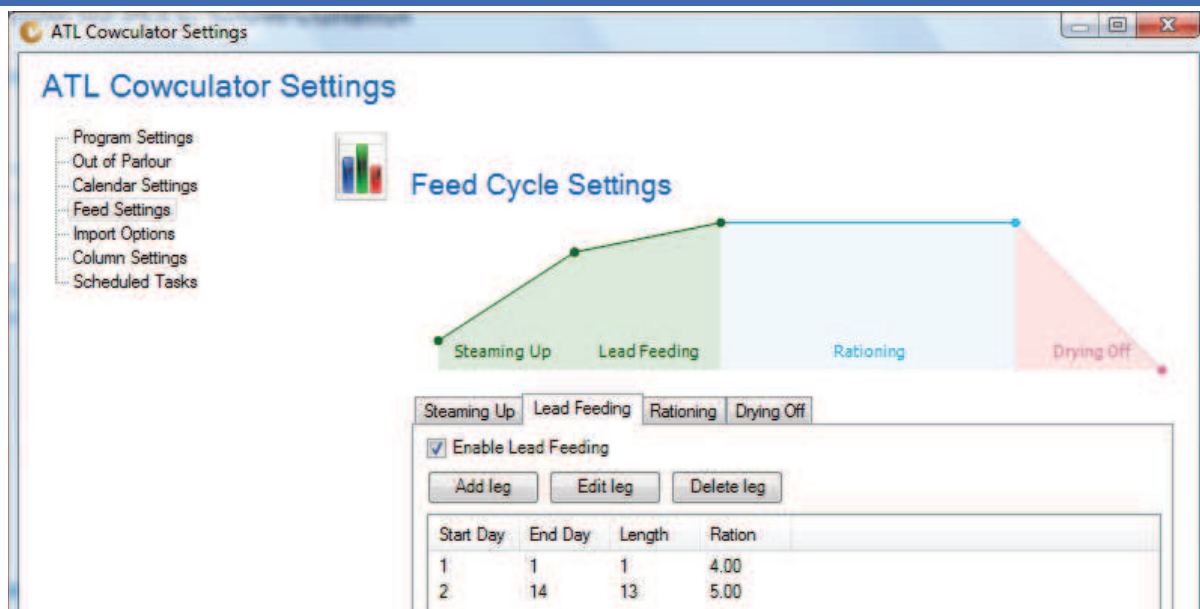 ATL Cowculator Settings
ATL Cowculator Settings
Program Settings
Out of Parlour
Calendar Settings
Feed Settings
Import Options
Column Settings
Scheduled Tasks
Feed Cycle Settings
Steaming Up Lead Feeding Rationing Drying Off
Steaming Up Lead Feeding Rationing Drying Off
Enable Lead Feeding
Add leg Edit leg Delete leg
Start Day End Day Length Ration
1 1 1 4.00
2 14 13 5.00